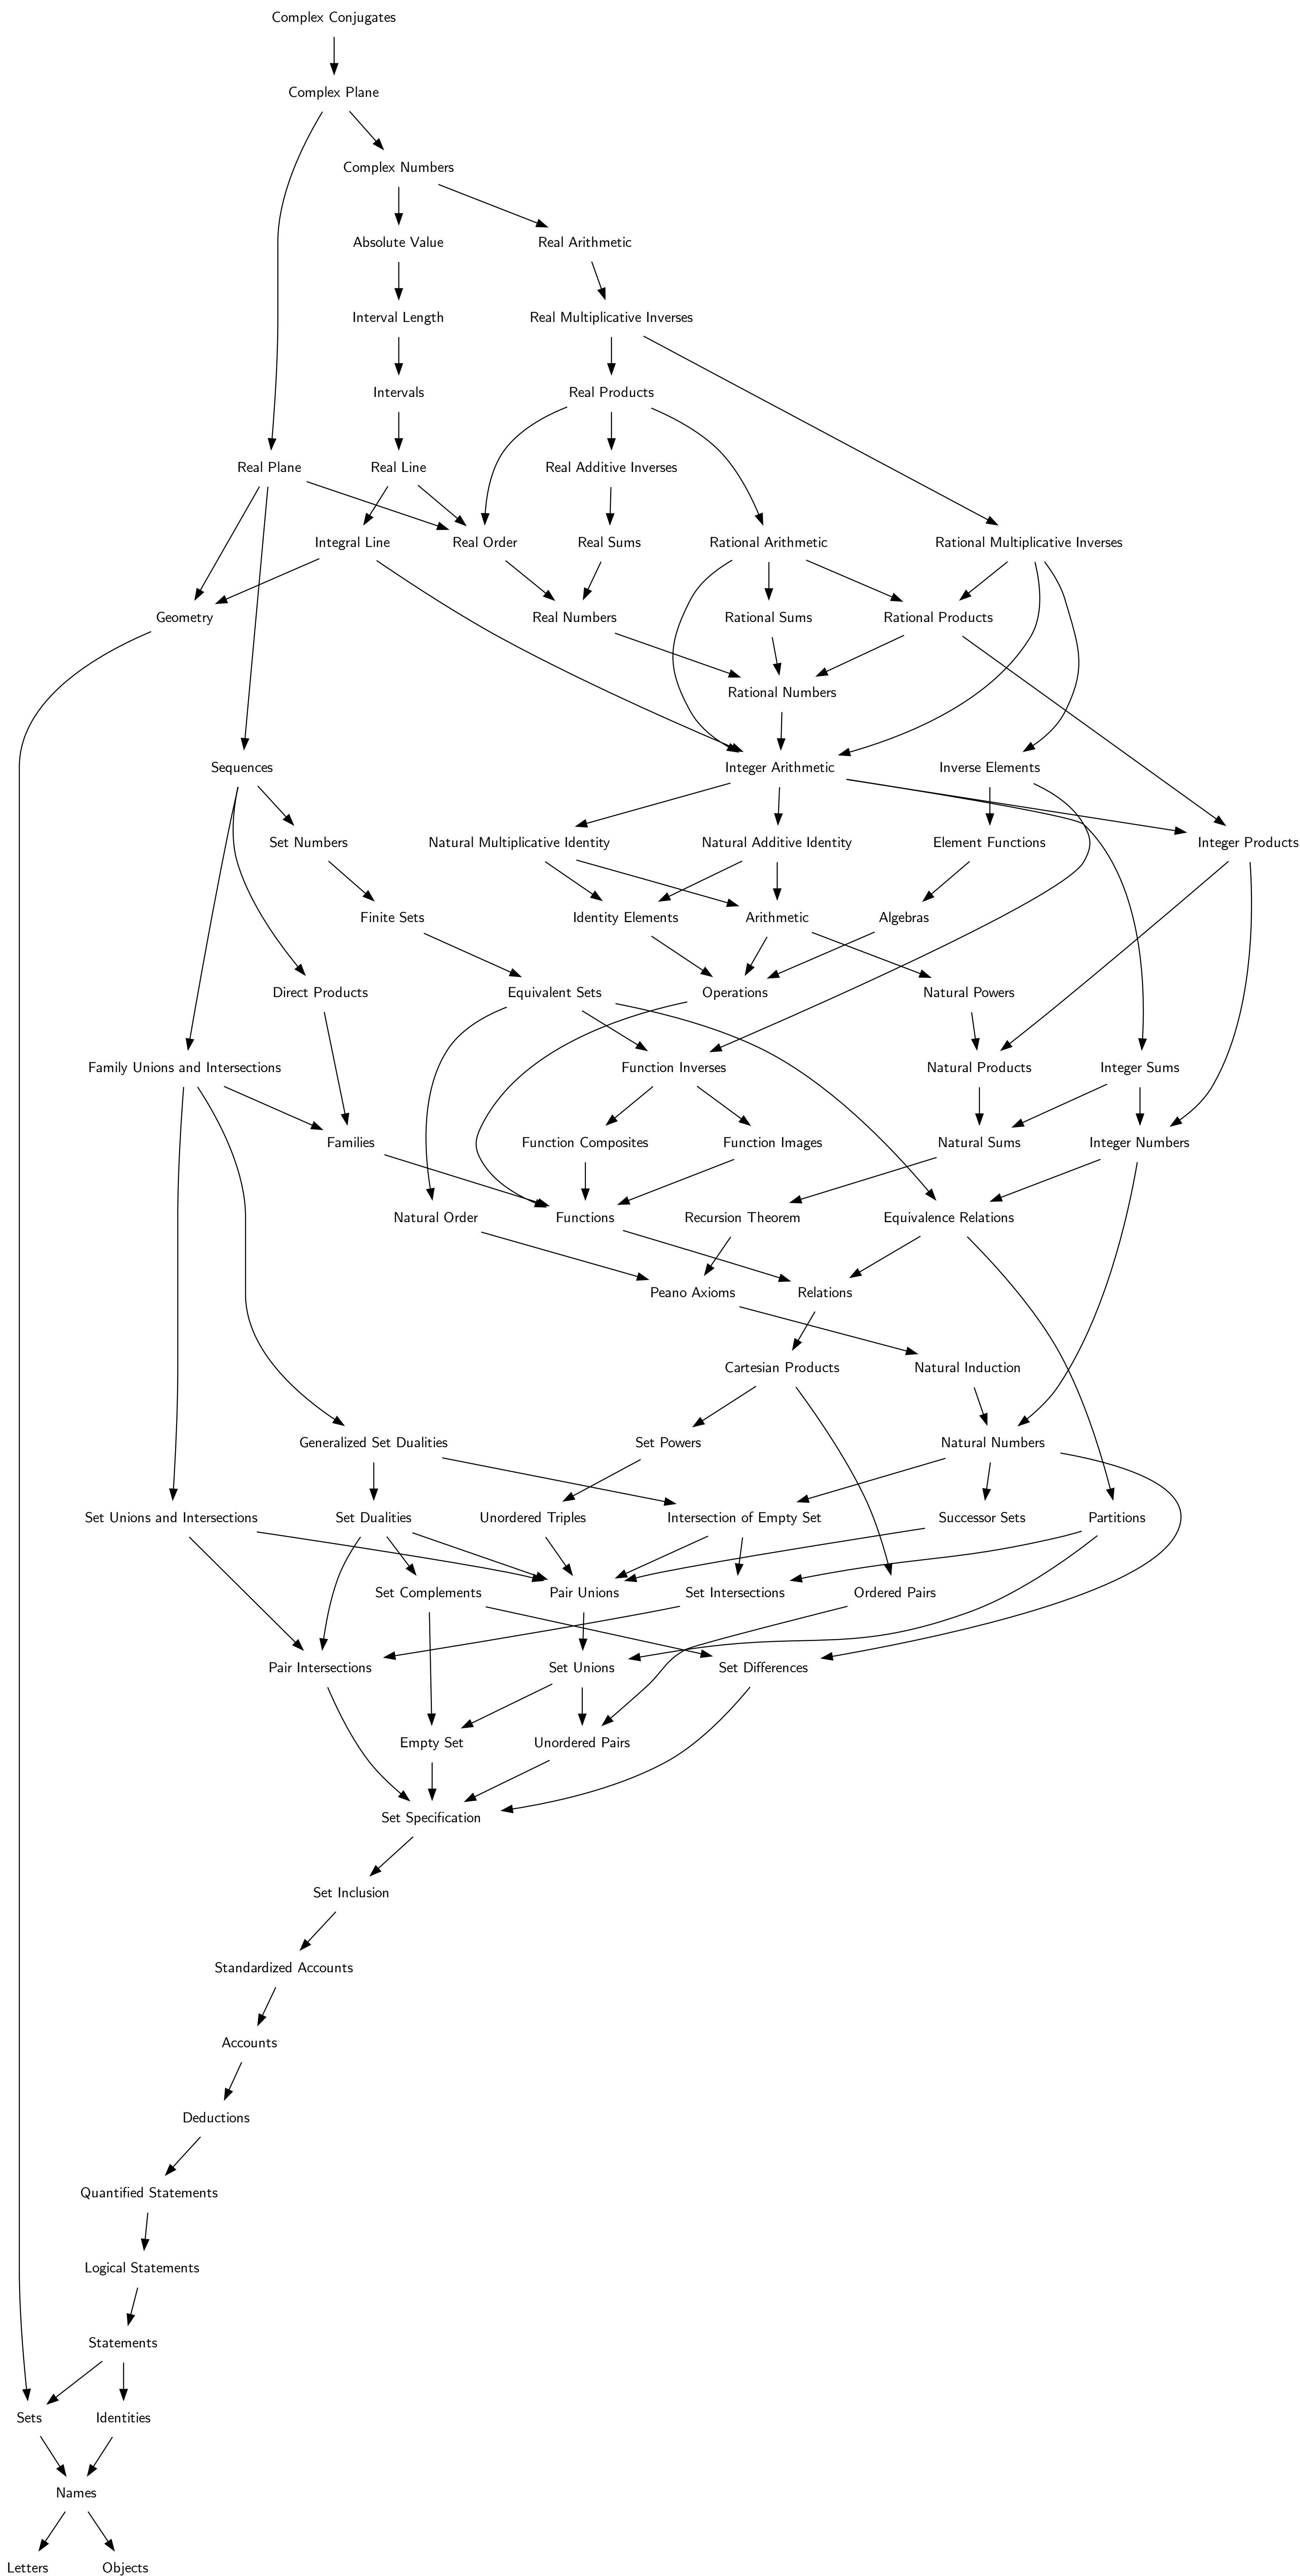 Complex Conjugates
Complex Plane
Complex Numbers
Absolute Value
Real Arithmetic
Interval Length
Real Multiplicative Inverses
Intervals
Real Products
Real Plane
Real Line
Real Additive Inverses
Integral Line
Real Order
Real Sums
Rational Arithmetic
Rational Multiplicative Inverses
Geometry
Real Numbers
Rational Sums
Rational Products
Rational Numbers
Sequences
Integer Arithmetic
Inverse Elements
Set Numbers
Natural Multiplicative Identity
Natural Additive Identity
Element Functions
Integer Products
Finite Sets
Identity Elements
Arithmetic
Algebras
Direct Products
Equivalent Sets
Operations
Natural Powers
Family Unions and Intersections
Function Inverses
Natural Products
Integer Sums
Families
Function Composites
Function Images
Natural Sums
Integer Numbers
Natural Order
Functions
Recursion Theorem
Equivalence Relations
Peano Axioms
Relations
Cartesian Products
Natural Induction
Generalized Set Dualities
Set Powers
Natural Numbers
Set Unions and Intersections
Set Dualities
Unordered Triples
Intersection of Empty Set
Successor Sets
Partitions
Set Complements
Pair Unions
Set Intersections
Ordered Pairs
Pair Intersections
Set Unions
Set Differences
Empty Set
Unordered Pairs
Set Specification
Set Inclusion
Standardized Accounts
Accounts
Deductions
Quantified Statements
Logical Statements
Statements
Sets
Identities
Names
Letters
Objects